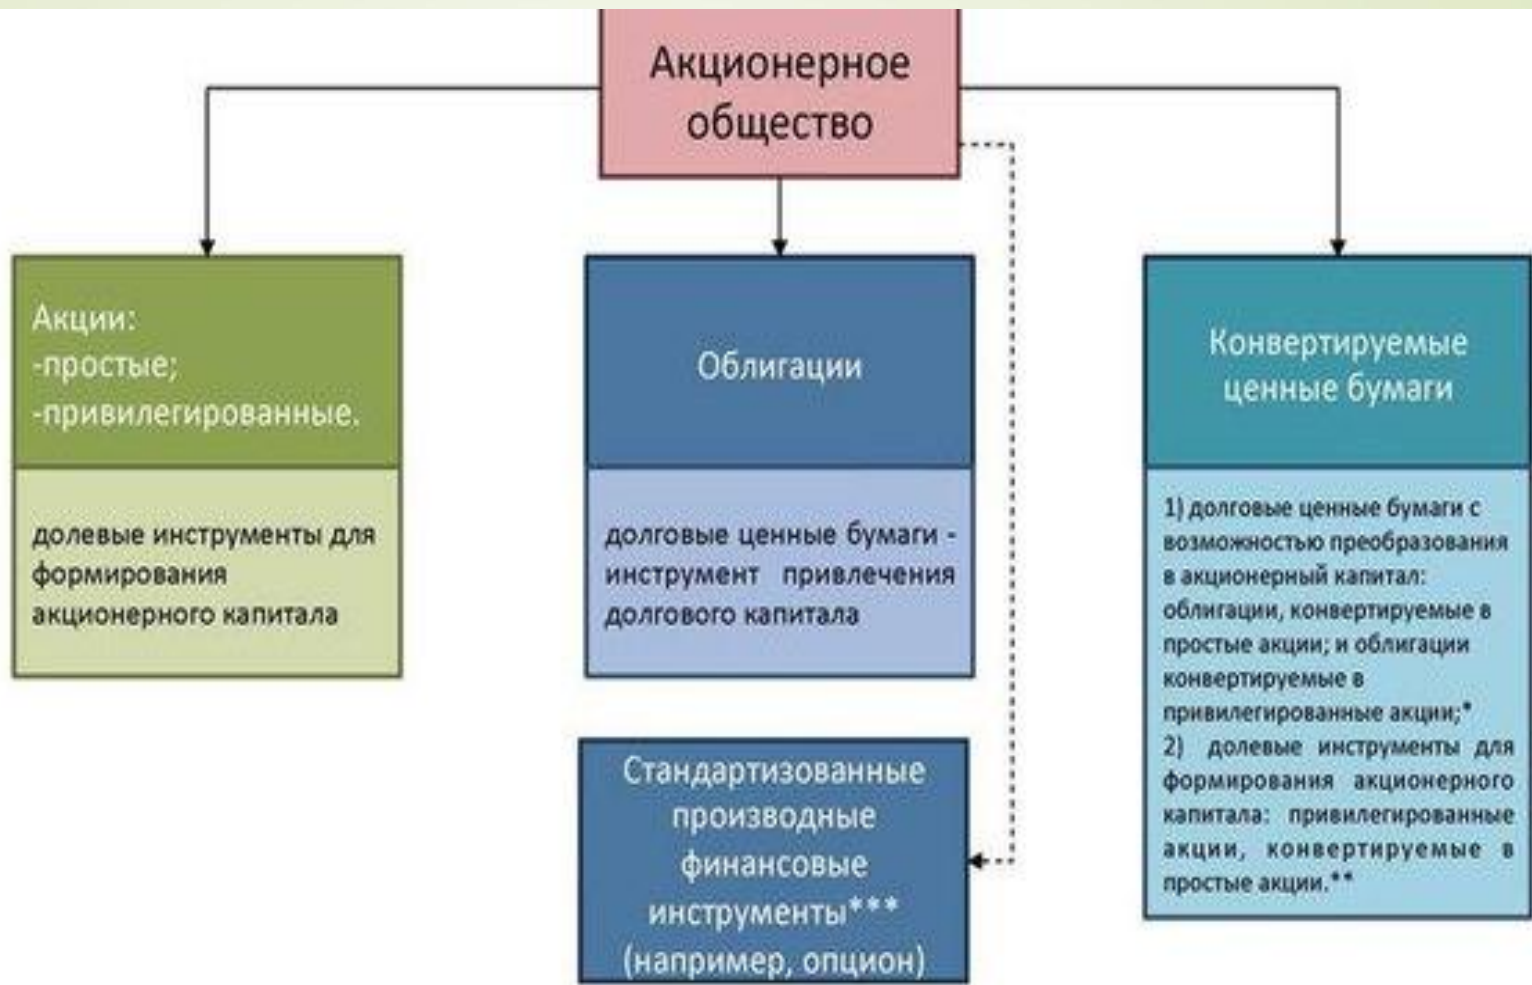 Акционерное
общество
Акции:
-простые;
-привилегированные.
долевые инструменты для
формирования
акционерного капитала
Облигации
долговые ценные бумаги -
инструмент привлечения
долгового капитала
Конвертируемые
ценные бумаги
1) долговые ценные бумаги с
возможностью преобразования
в акционерный капитал:
облигации, конвертируемые в
простые акции; и облигации
конвертируемые в
привилегированные акции;*
2) долевые инструменты для
формирования акционерного
капитала: привилегированные
акции, конвертируемые в
простые акции.**
Стандартизованные
производные
финансовые
инструменты***
(например, опцион)